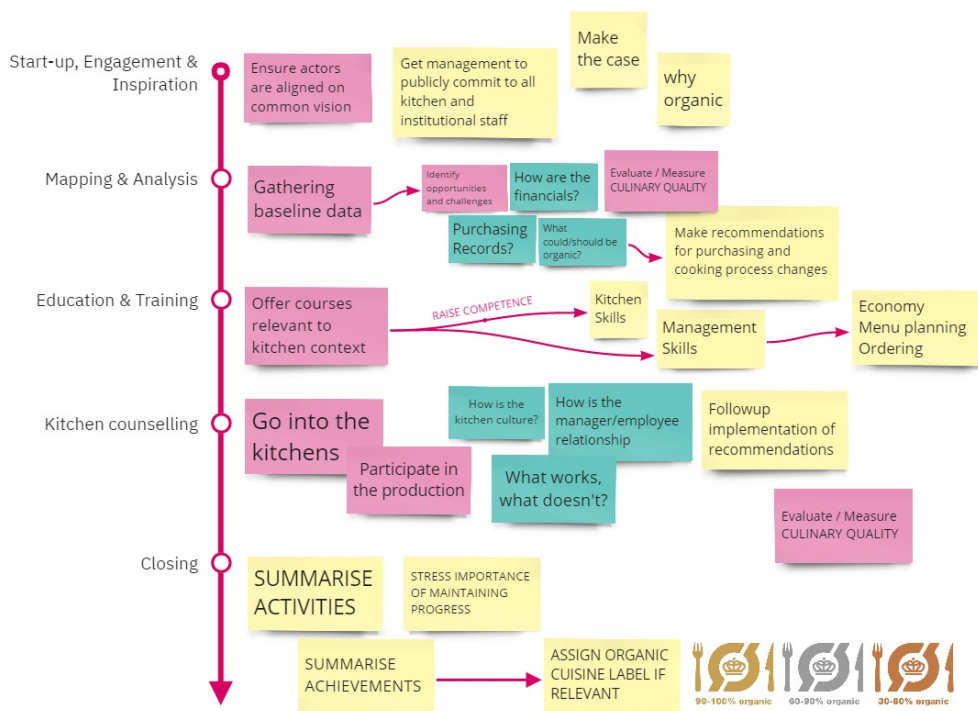 Start-up, Engagement &
Inspiration
Ensure actors
are aligned on
common vision
Get management to
publicly commit to all
kitchen and
institutional staff
Make
the case
why
organic
Mapping & Analysis
Gathering
baseline data
Identify
opportunities
and challenges
How are the
financials?
Evaluate / Measure
CULINARY QUALITY
Purchasing
Records?
What
could/should be
organic?
Make recommendations
for purchasing and
cooking process changes
Education & Training
Offer courses
relevant to
kitchen context
RAISE COMPETENCE
Kitchen
Skills
Management
Skills
Economy
Menu planning
Ordering
Kitchen counselling
Go into the
kitchens
Participate in
the production
How is the
kitchen culture?
How is the
manager/employee
relationship
What works,
what doesn't?
Followup
implementation of
recommendations
Evaluate / Measure
CULINARY QUALITY
Closing
SUMMARISE
ACTIVITIES
STRESS IMPORTANCE
OF MAINTAINING
PROGRESS
SUMMARISE
ACHIEVEMENTS
ASSIGN ORGANIC
CUISINE LABEL IF
RELEVANT
90-100% organic
60-90% organic
30-60% organic